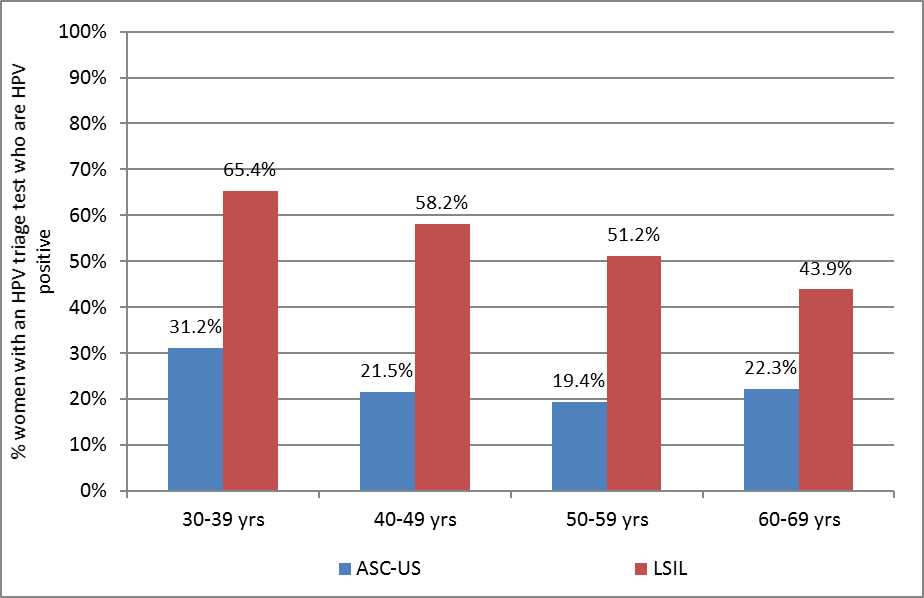 % women with an HPV triage test who are HPV
positive
100%
90%
80%
70%
60%
50%
40%
30%
20%
10%
0%
31.2%
65.4%
21.5%
58.2%
19.4%
51.2%
22.3%
43.9%
30-39 yrs
40-49 yrs
50-59 yrs
60-69 yrs
ASC-US
LSIL